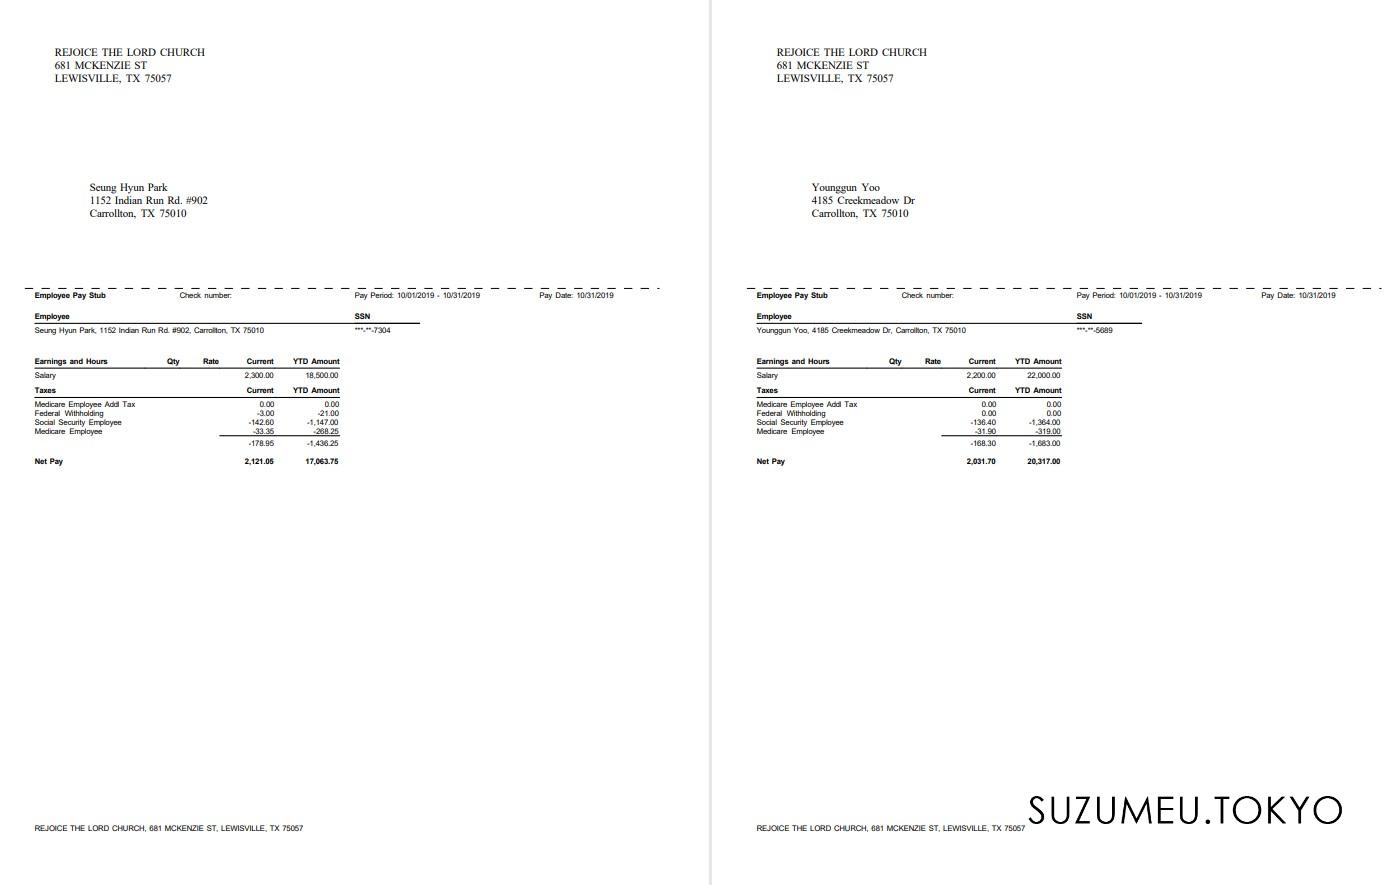 REJOICE THE LORD CHURCH
681 MCKENZIE ST
LEWISVILLE, TX 75057
Seung Hyun Park
1152 Indian Run Rd. #902
Carrollton, TX 75010
Employee Pay Stub Check number: Pay Period: 10/01/2019 - 10/31/2019 Pay Date: 10/31/2019
Employee SSN
Seung Hyun Park, 1152 Indian Run Rd. #902, Carrollton, TX 75010 ***-**-7304
Earnings and Hours Qty Rate Current YTD Amount
Salary 2,300.00 18,500.00
Taxes Current YTD Amount
Medicare Employee Addl Tax 0.00 0.00
Federal Withholding -3.00 -21.00
Social Security Employee -142.60 -1,147.00
Medicare Employee -33.35 -268.25
-178.95 -1,436.25
Net Pay 2,121.05 17,063.75
REJOICE THE LORD CHURCH, 681 MCKENZIE ST, LEWISVILLE, TX 75057
REJOICE THE LORD CHURCH
681 MCKENZIE ST
LEWISVILLE, TX 75057
Younggun Yoo
4185 Creekmeadow Dr
Carrollton, TX 75010
Employee Pay Stub Check number: Pay Period: 10/01/2019 - 10/31/2019 Pay Date: 10/31/2019
Employee SSN
Younggun Yoo, 4185 Creekmeadow Dr, Carrollton, TX 75010 ***-**-5689
Earnings and Hours Qty Rate Current YTD Amount
Salary 2,200.00 22,000.00
Taxes Current YTD Amount
Medicare Employee Addl Tax 0.00 0.00
Federal Withholding 0.00 0.00
Social Security Employee -136.40 -1,364.00
Medicare Employee -31.90 -319.00
-168.30 -1,683.00
Net Pay 2,031.70 20,317.00
REJOICE THE LORD CHURCH, 681 MCKENZIE ST, LEWISVILLE, TX 75057
SUZUMEU.TOKYO